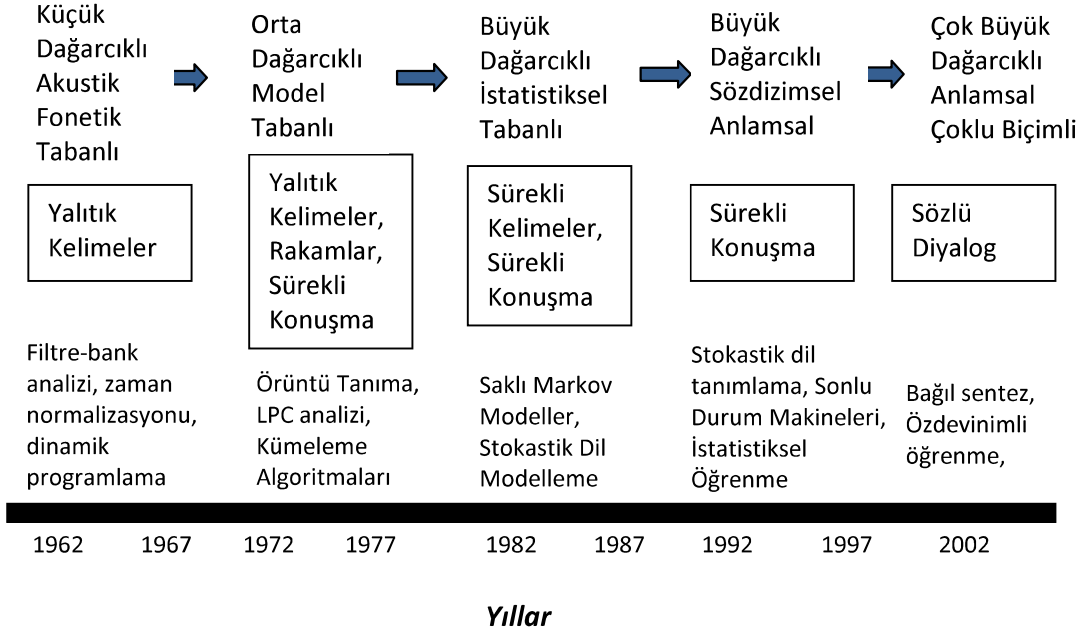 Küçük
Dağarcıklı
Akustik
Fonetik
Tabanlı
Orta
Dağarcıklı
Model
Tabanlı
Büyük
Dağarcıklı
İstatistiksel
Tabanlı
Büyük
Dağarcıklı
Sözdizimsel
Anlamsal
Çok Büyük
Dağarcıklı
Anlamsal
Çoklu Biçimli
Yalıtık
Kelimeler
Yalıtık
Kelimeler,
Rakamlar,
Sürekli
Konuşma
Sürekli
Kelimeler,
Sürekli
Konuşma
Sürekli
Konuşma
Sözlü
Diyalog
Filtre-bank
analizi, zaman
normalizasyonu,
dinamik
programlama
Örüntü Tanıma,
LPC analizi,
Kümeleme
Algoritmaları
Saklı Markov
Modeller,
Stokastik Dil
Modelleme
Stokastik dil
tanımlama, Sonlu
Durum Makineleri,
İstatistiksel
Öğrenme
Bağıl sentez,
Özdevinimli
öğrenme,
1962 1967 1972 1977 1982 1987 1992 1997 2002
Yıllar